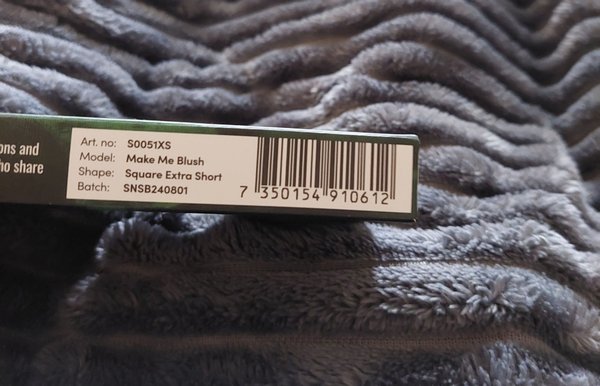 ons and
ho share
Art. no: S0051XS
Model: Make Me Blush
Shape: Square Extra Short
Batch: SNSB240801
7 350154 910612